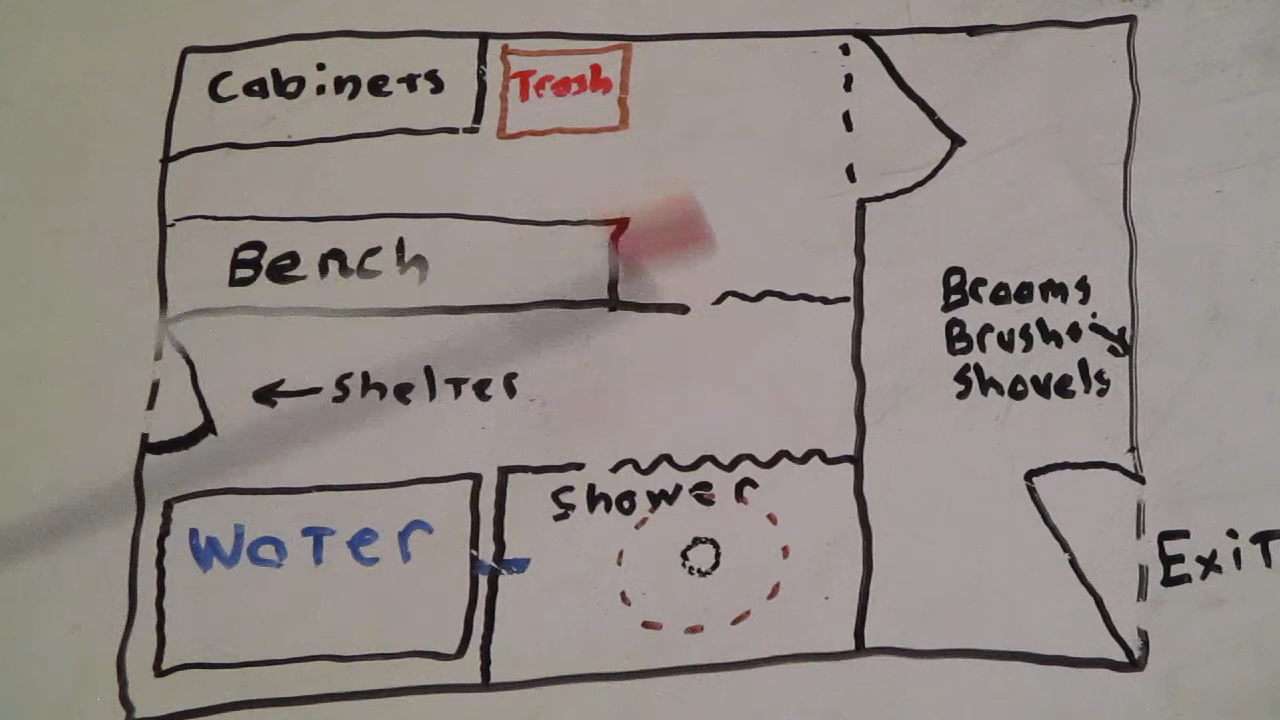 Cabinets
Trash
Bench
Brooms
Brushes
Shovels
←Shelter
Shower
Water
Exit